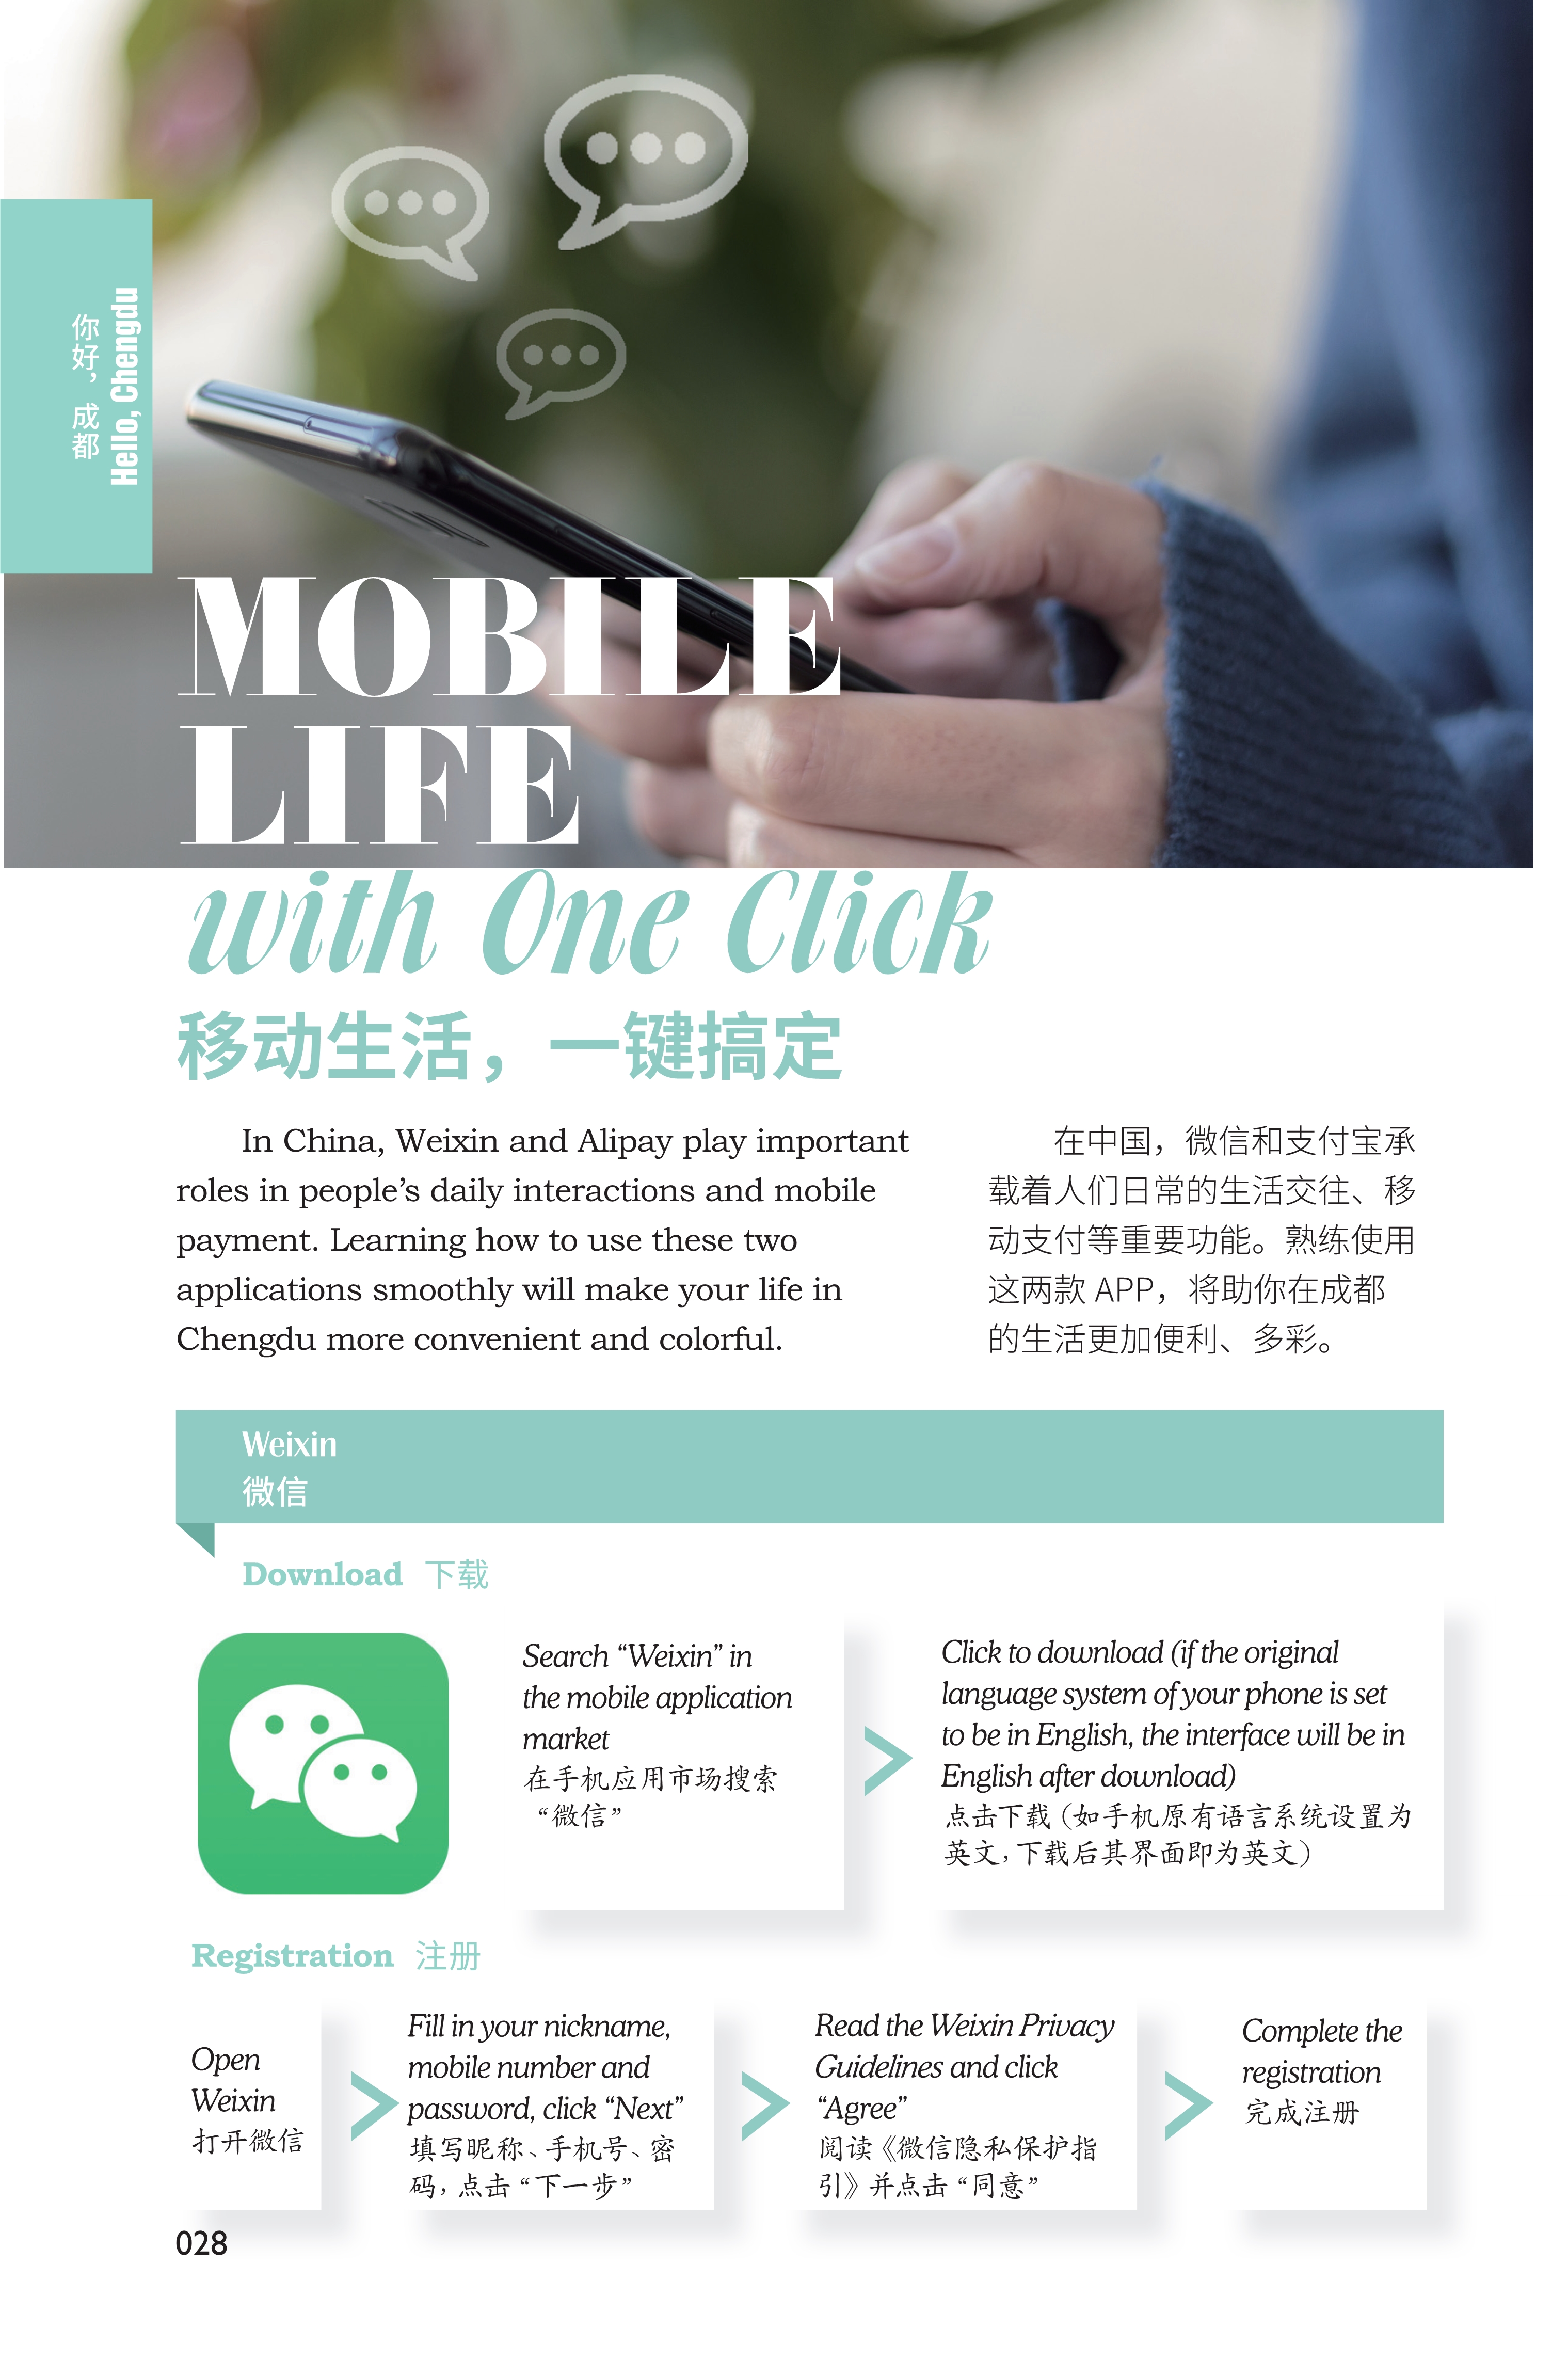 你好，成都
Hello, Chengdu
MOBILE
LIFE
with One Click
移动生活，一键搞定
In China, Weixin and Alipay play important
roles in people’s daily interactions and mobile
payment. Learning how to use these two
applications smoothly will make your life in
Chengdu more convenient and colorful.
在中国，微信和支付宝承
载着人们日常的生活交往、移
动支付等重要功能。熟练使用
这两款 APP，将助你在成都
的生活更加便利、多彩。
Weixin
微信
Download 下载
Search “Weixin” in
the mobile application
market
在手机应用市场搜索
“微信”
Click to download (if the original
language system of your phone is set
to be in English, the interface will be in
English after download)
点击下载（如手机原有语言系统设置为
英文，下载后其界面即为英文）
Registration 注册
Open
Weixin
打开微信
Fill in your nickname,
mobile number and
password, click “Next”
填写昵称、手机号、密
码，点击“下一步”
Read the Weixin Privacy
Guidelines and click
“Agree”
阅读《微信隐私保护指
引》并点击“同意”
Complete the
registration
完成注册
028